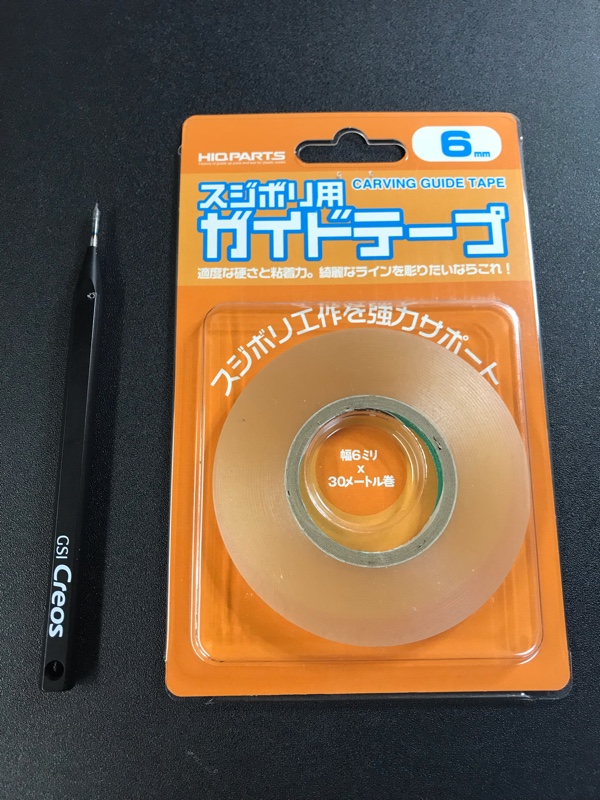 HIQPARTS
6mm
CARVING GUIDE TAPE
スジボリ用
ガイドテープ
適度な硬さと粘着力。綺麗なラインを彫りたいならこれ！
スジボリ工作を強力サポート
幅6ミリ
x
30メートル巻
GSI Creos